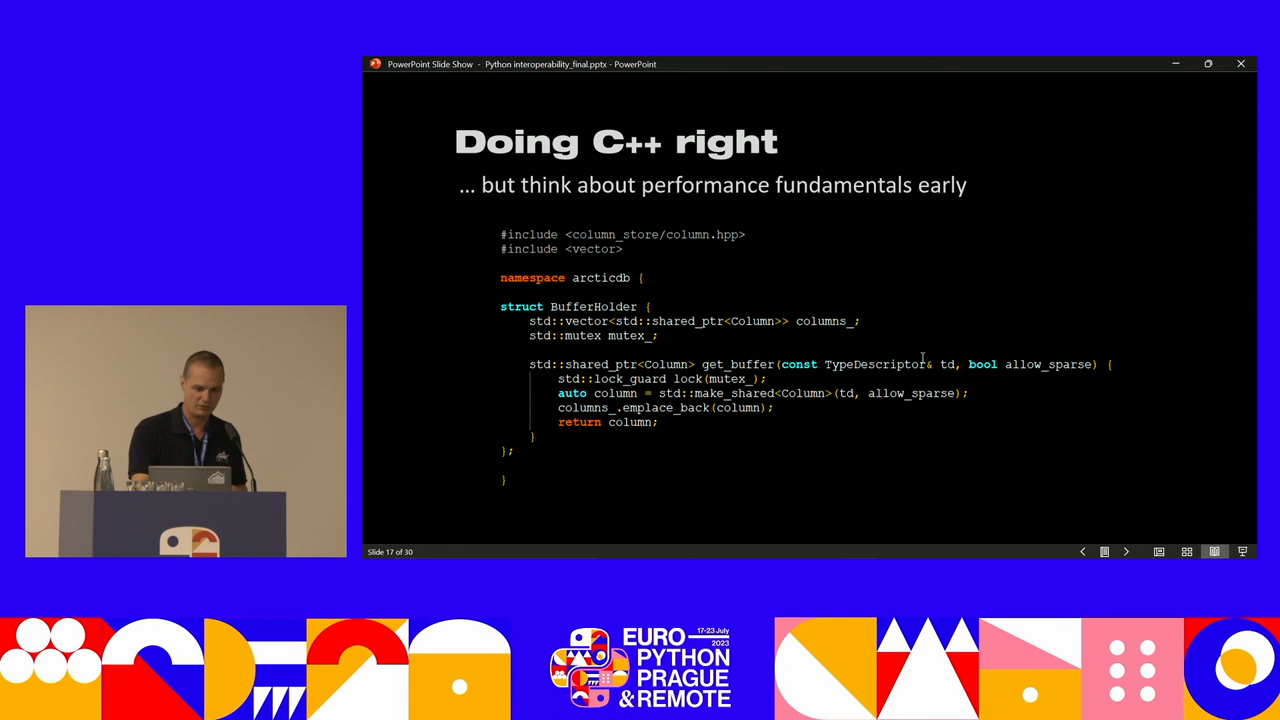 PowerPoint Slide Show - Python interoperability_final.pptx - PowerPoint
Doing C++ right
... but think about performance fundamentals early
#include <column_store/column.hpp>
#include <vector>
namespace arcticdb {
struct BufferHolder {
std::vector<std::shared_ptr<Column>> columns_;
std::mutex mutex_;
std::shared_ptr<Column> get_buffer(const TypeDescriptor& td, bool allow_sparse) {
std::lock_guard lock(mutex_);
auto column = std::make_shared<Column>(td, allow_sparse);
columns_.emplace_back(column);
return column;
}
};
}
Slide 17 of 30
17-23 July
2023
EURO
PYTHON
PRAGUE
& REMOTE